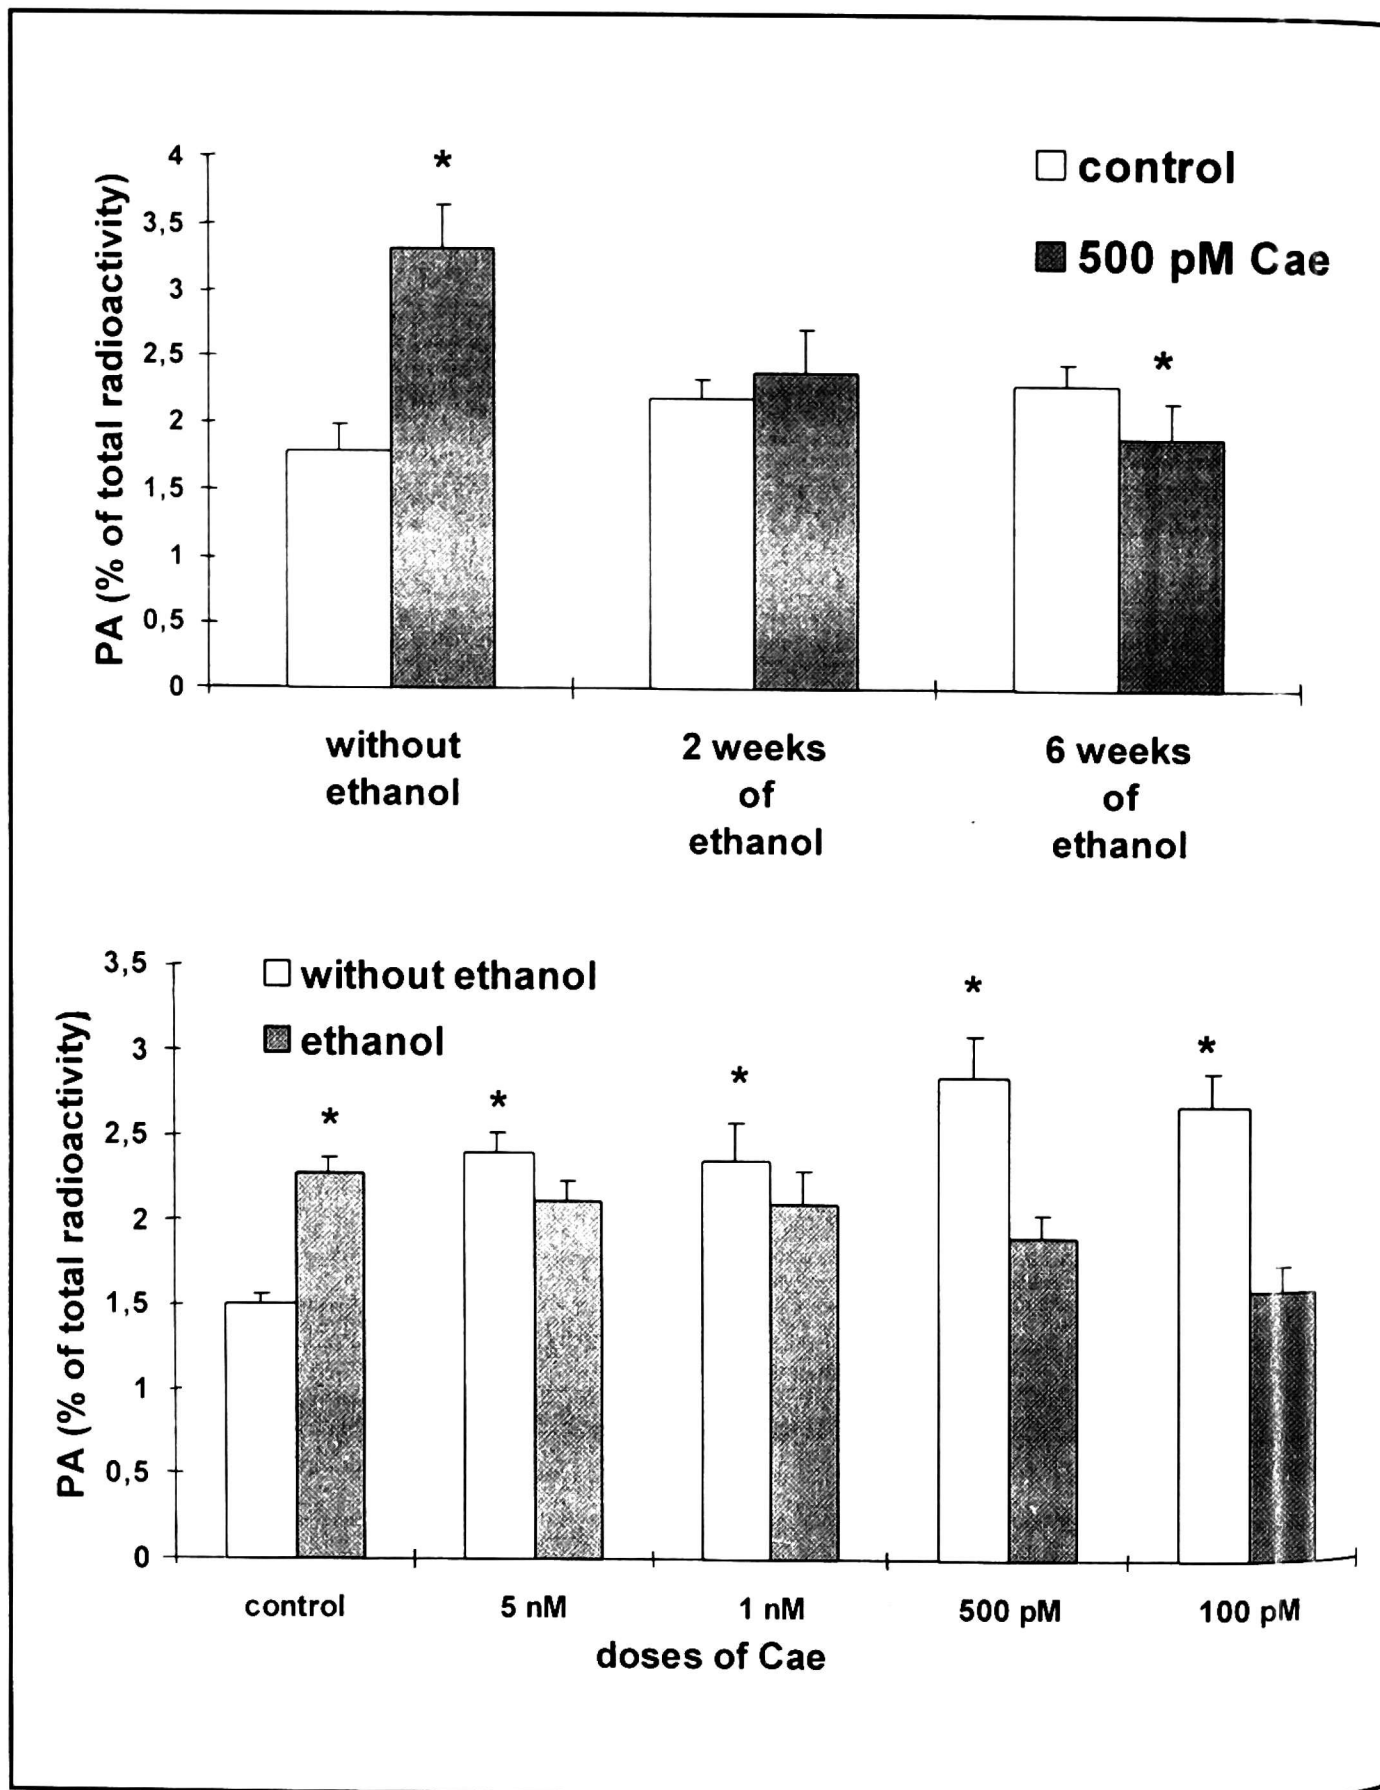 PA (% of total radioactivity)
4
3,5
3
2,5
2
1,5
1
0,5
0
*
*
control
500 pM Cae
without
ethanol
2 weeks
of
ethanol
6 weeks
of
ethanol
PA (% of total radioactivity)
3,5
3
2,5
2
1,5
1
0,5
0
without ethanol
ethanol
*
*
*
*
*
control
5 nM
1 nM
500 pM
100 pM
doses of Cae